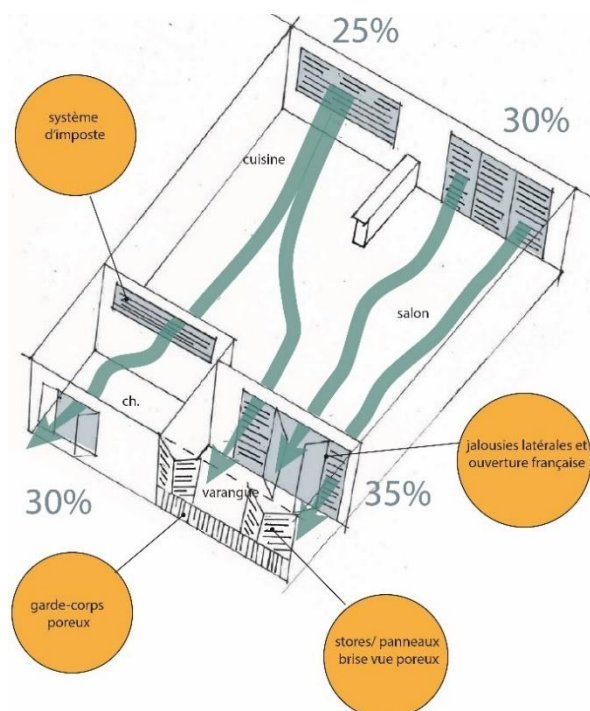 25%
30%
système
d'imposte
cuisine
salon
ch.
jalousies latérales et
ouverture française
varangue
35%
30%
garde-corps
poreux
stores/ panneaux
brise vue poreux